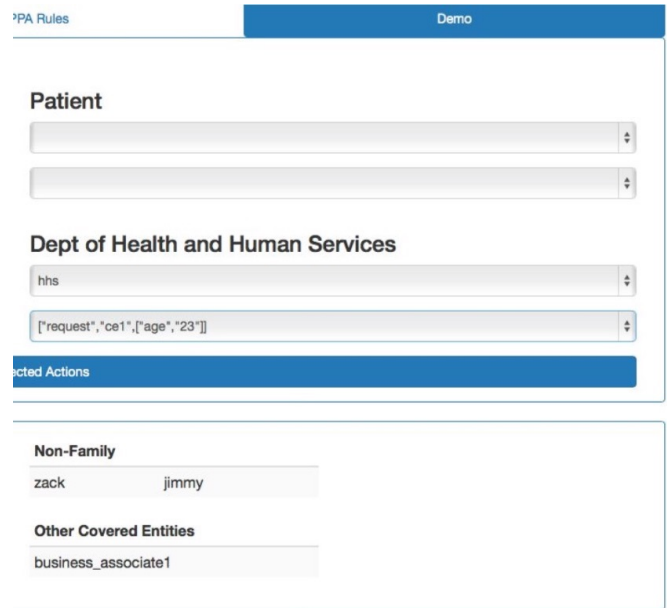 PPA Rules Demo
Patient
Dept of Health and Human Services
hhs
["request","ce1",["age","23"]]
ected Actions
Non-Family
zack jimmy
Other Covered Entities
business_associate1